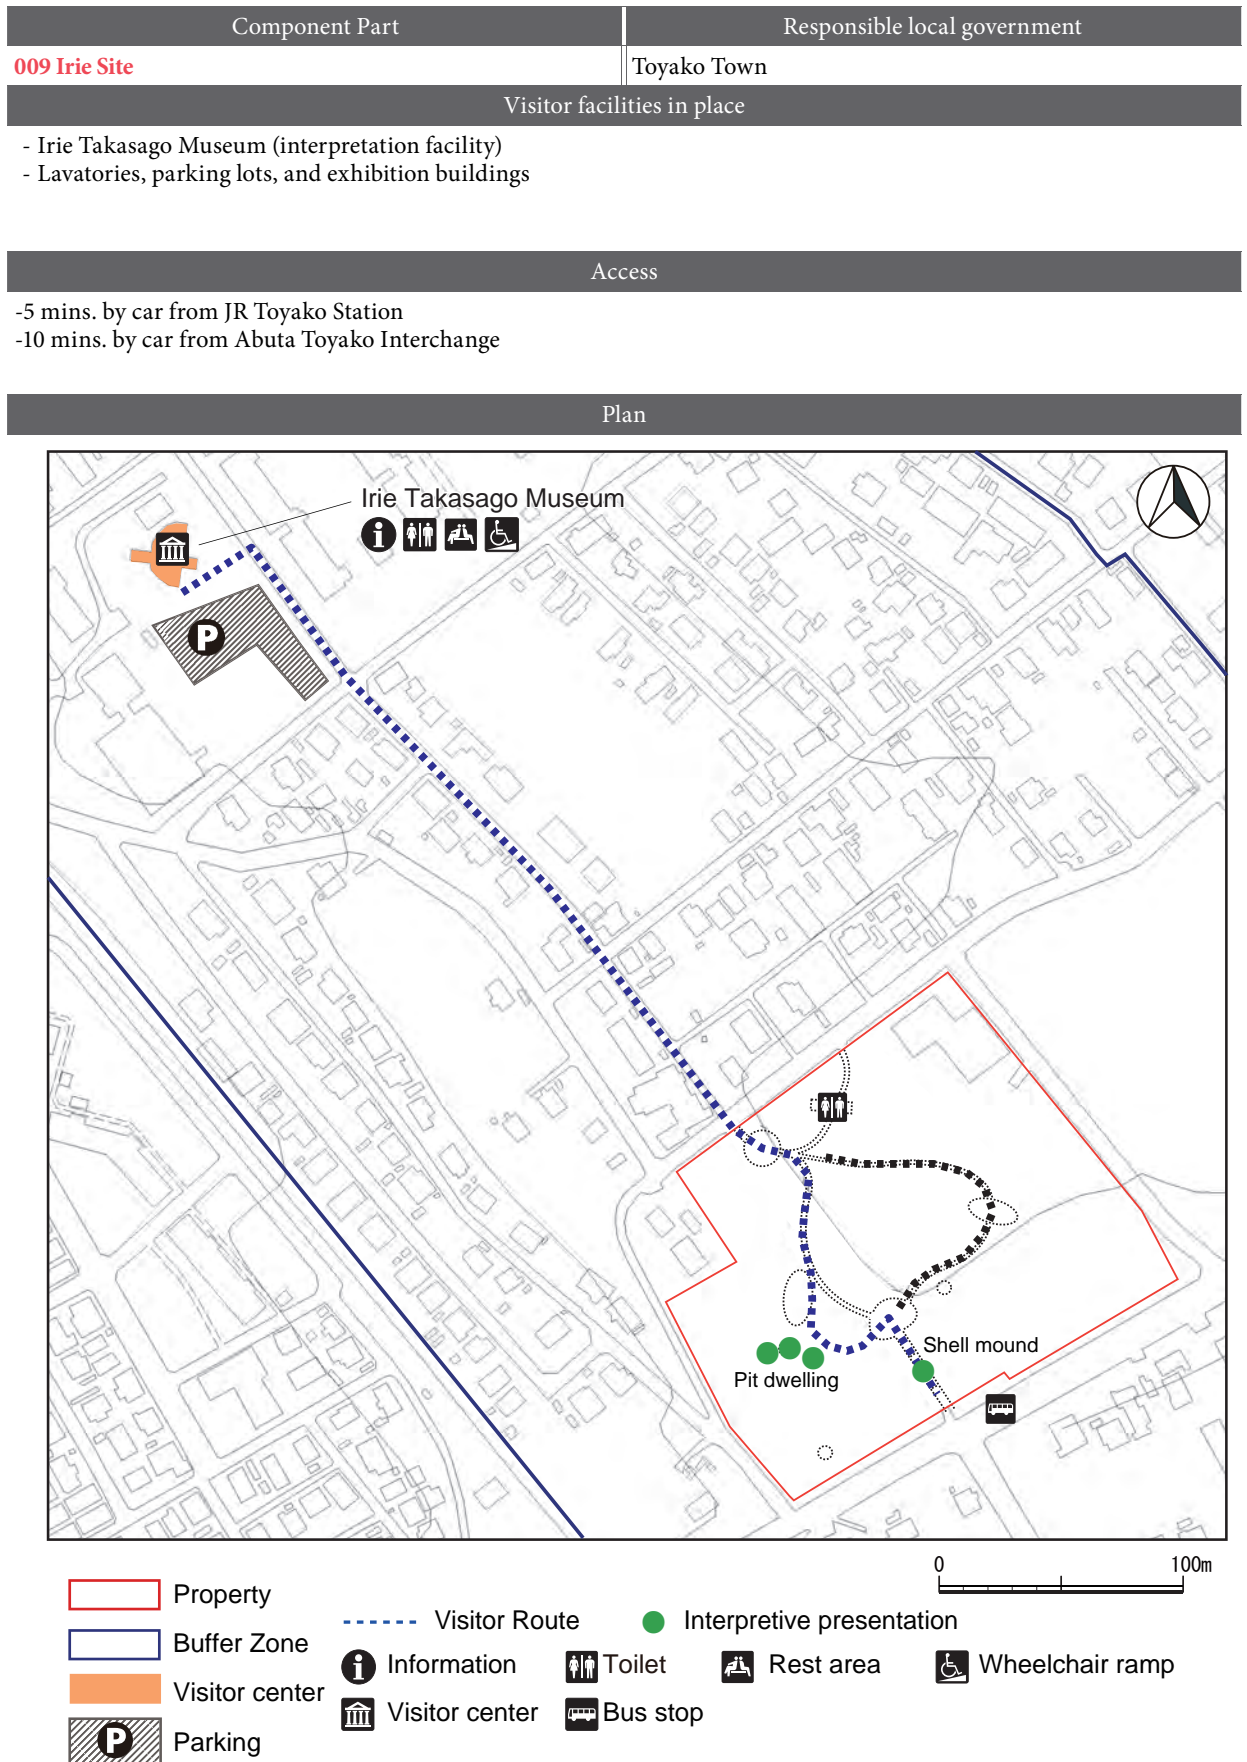 Component Part
Responsible local government
009 Irie Site
Toyako Town
Visitor facilities in place
- Irie Takasago Museum (interpretation facility)
- Lavatories, parking lots, and exhibition buildings
Access
-5 mins. by car from JR Toyako Station
-10 mins. by car from Abuta Toyako Interchange
Plan
Irie Takasago Museum
P
Shell mound
Pit dwelling
0 100m
Property
Buffer Zone
Visitor center
P Parking
Visitor Route
Interpretive presentation
Information
Toilet
Rest area
Wheelchair ramp
Visitor center
Bus stop